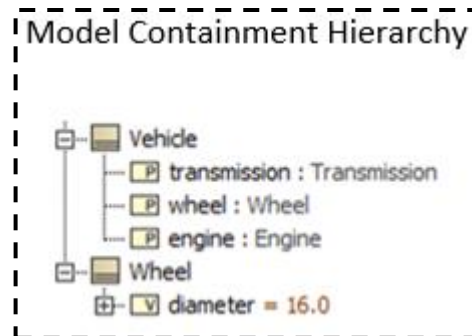 Model Containment Hierarchy
Vehicle
P transmission : Transmission
P wheel : Wheel
P engine : Engine
Wheel
V diameter = 16.0